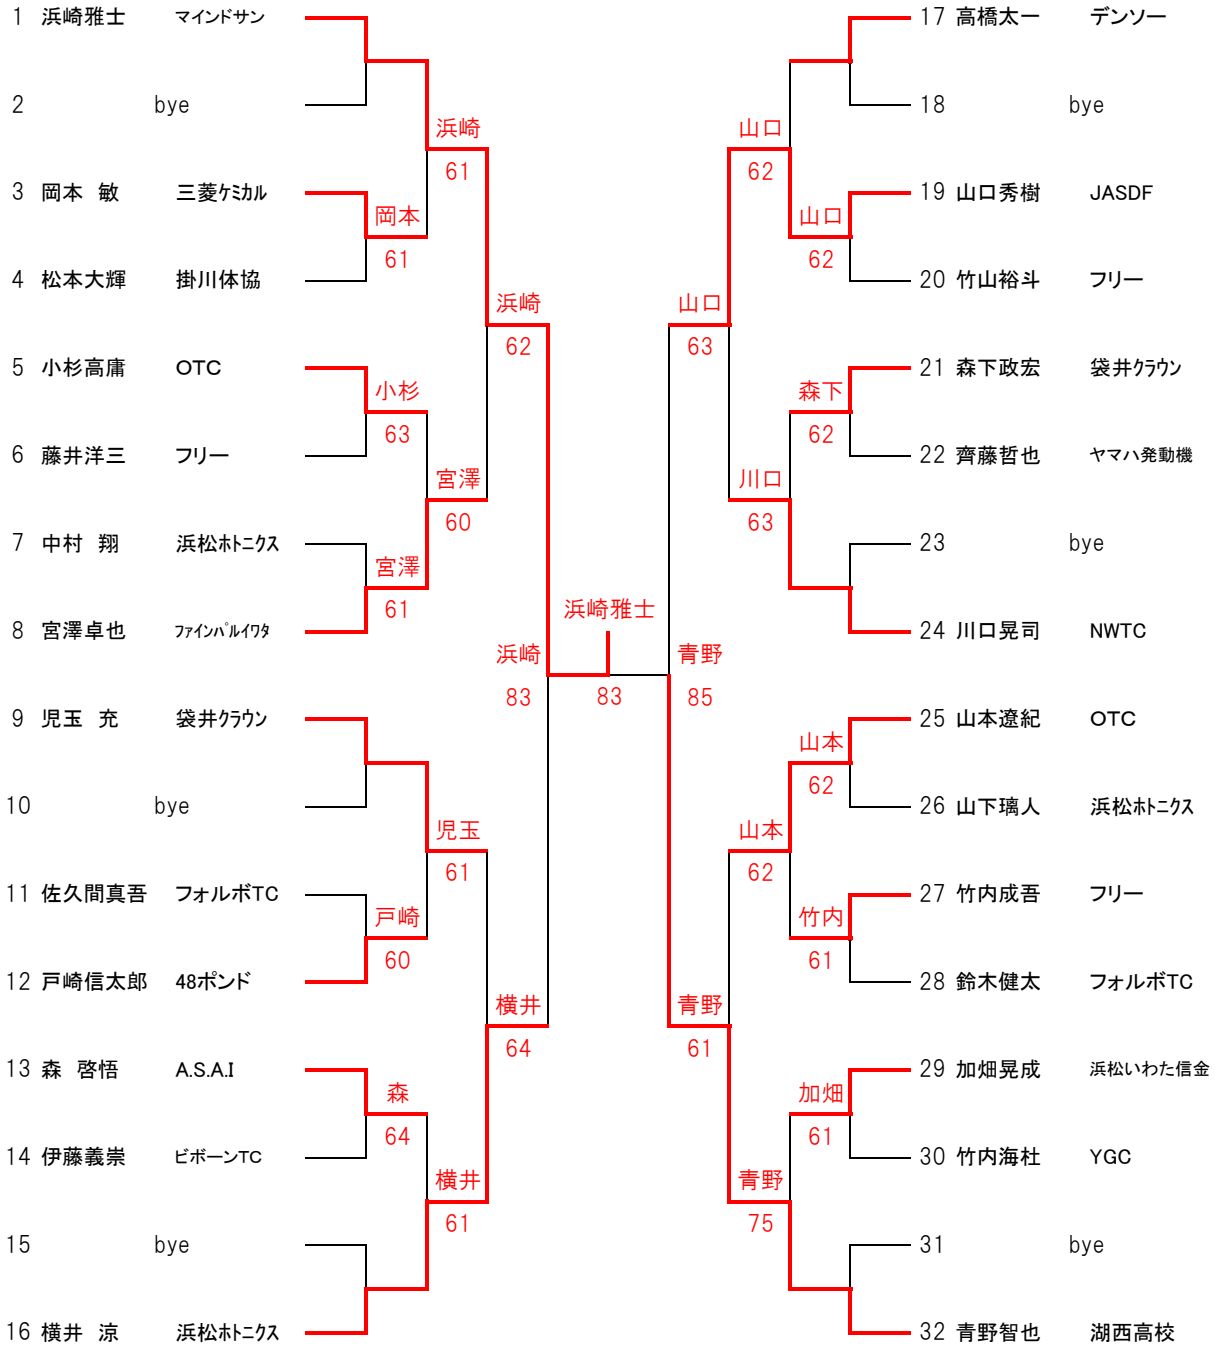 1 浜崎雅士 マインドサン
2 bye
浜崎
61
3 岡本 敏 三菱ケミカル
岡本
61
4 松本大輝 掛川体協
浜崎
62
5 小杉高庸 OTC
小杉
63
6 藤井洋三 フリー
宮澤
60
7 中村 翔 浜松ホトニクス
宮澤
61
8 宮澤卓也 ファインパルイワタ
浜崎
83
9 児玉 充 袋井クラウン
10 bye
児玉
61
11 佐久間真吾 フォルボTC
戸崎
60
12 戸崎信太郎 48ポンド
横井
64
13 森 啓悟 A.S.A.I
森
64
14 伊藤義崇 ビボーンTC
横井
61
15 bye
16 横井 涼 浜松ホトニクス
浜崎雅士
83
17 高橋太一 デンソー
18 bye
山口
62
19 山口秀樹 JASDF
山口
62
20 竹山裕斗 フリー
山口
63
21 森下政宏 袋井クラウン
森下
62
22 齊藤哲也 ヤマハ発動機
川口
63
23 bye
24 川口晃司 NWTC
青野
85
25 山本遼紀 OTC
山本
62
26 山下璃人 浜松ホトニクス
山本
62
27 竹内成吾 フリー
竹内
61
28 鈴木健太 フォルボTC
青野
61
29 加畑晃成 浜松いわた信金
加畑
61
30 竹内海杜 YGC
青野
75
31 bye
32 青野智也 湖西高校